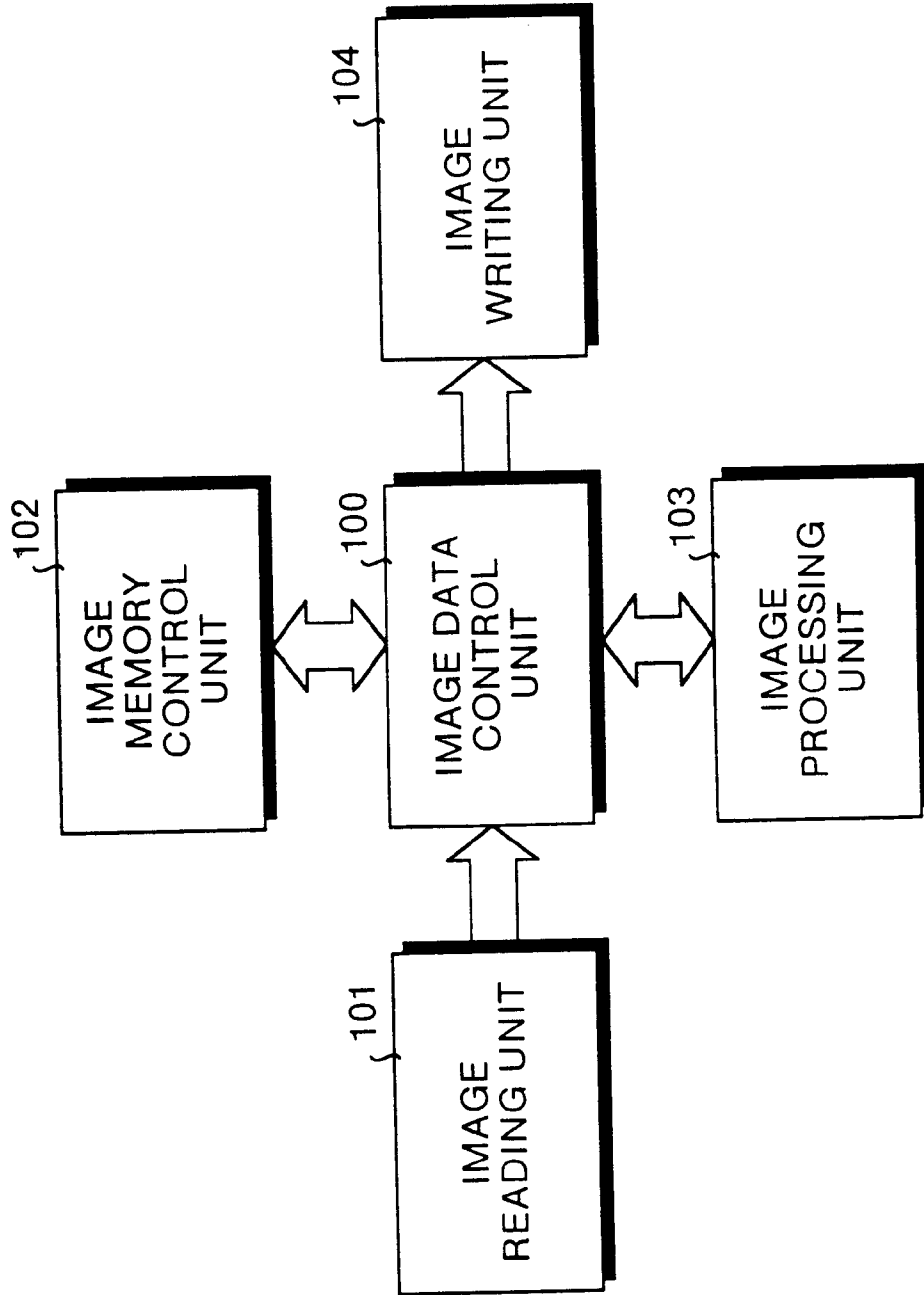 102
IMAGE
MEMORY
CONTROL
UNIT
101
IMAGE
READING UNIT
100
IMAGE DATA
CONTROL
UNIT
104
IMAGE
WRITING UNIT
103
IMAGE
PROCESSING
UNIT